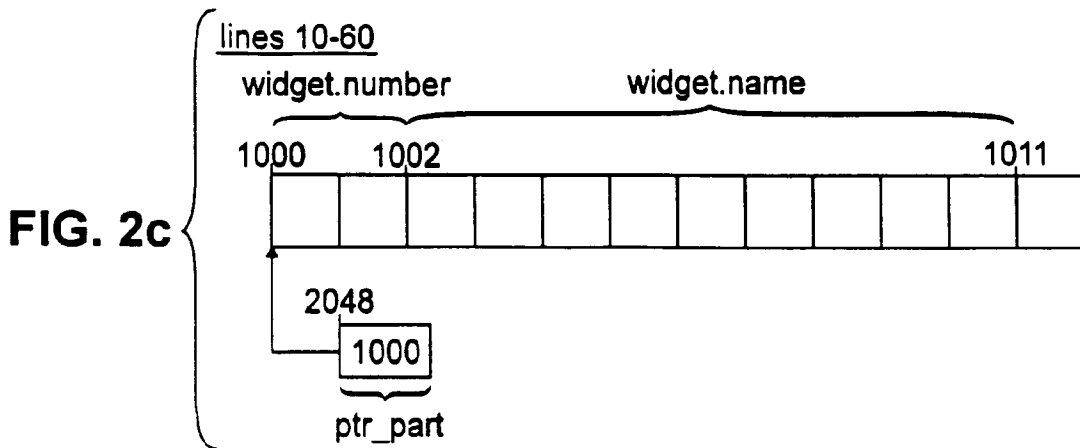 lines 10-60
widget.number widget.name
1000 1002 1011
FIG. 2c
2048
1000
ptr_part